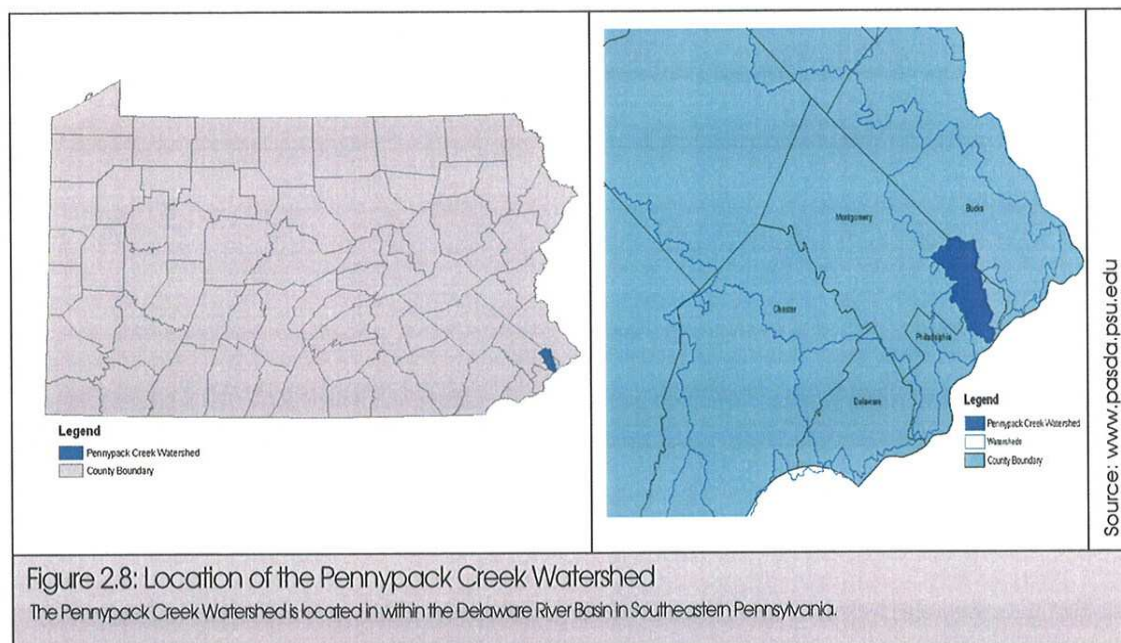 Legend
Pennypack Creek Watershed
County Boundary
Montgomery
Bucks
Chester
Philadelphia
Delaware
Legend
Pennypack Creek Watershed
Watersheds
County Boundary
Source: www.pasda.psu.edu
Figure 2.8: Location of the Pennypack Creek Watershed
The Pennypack Creek Watershed is located in within the Delaware River Basin in Southeastern Pennsylvania.